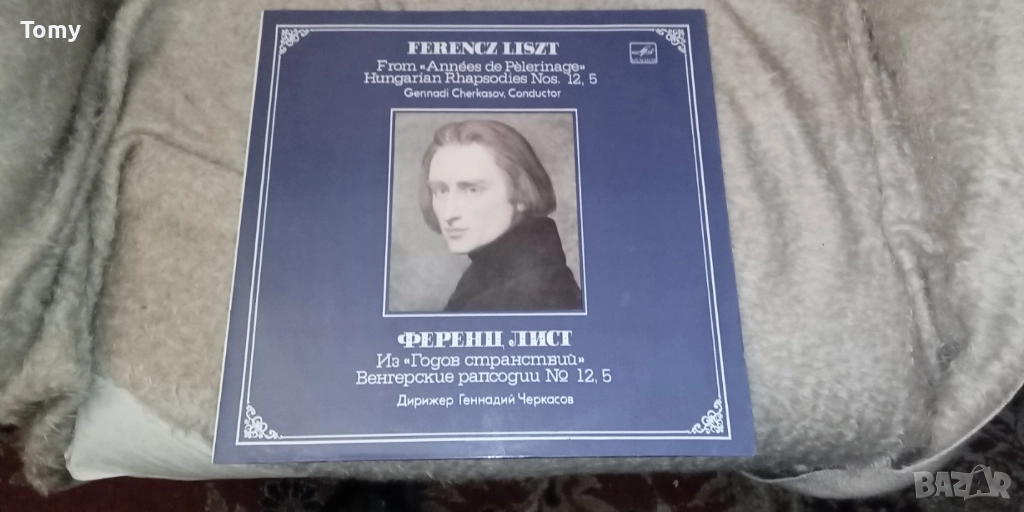 Tomy
FERENCZ LISZT
From «Années de Pèlerinage»
Hungarian Rhapsodies Nos. 12, 5
Gennadi Cherkasov, Conductor
ФЕРЕНЦ ЛИСТ
Из «Годов странствий»
Венгерские рапсодии № 12, 5
Дирижер Геннадий Черкасов
BAZAR